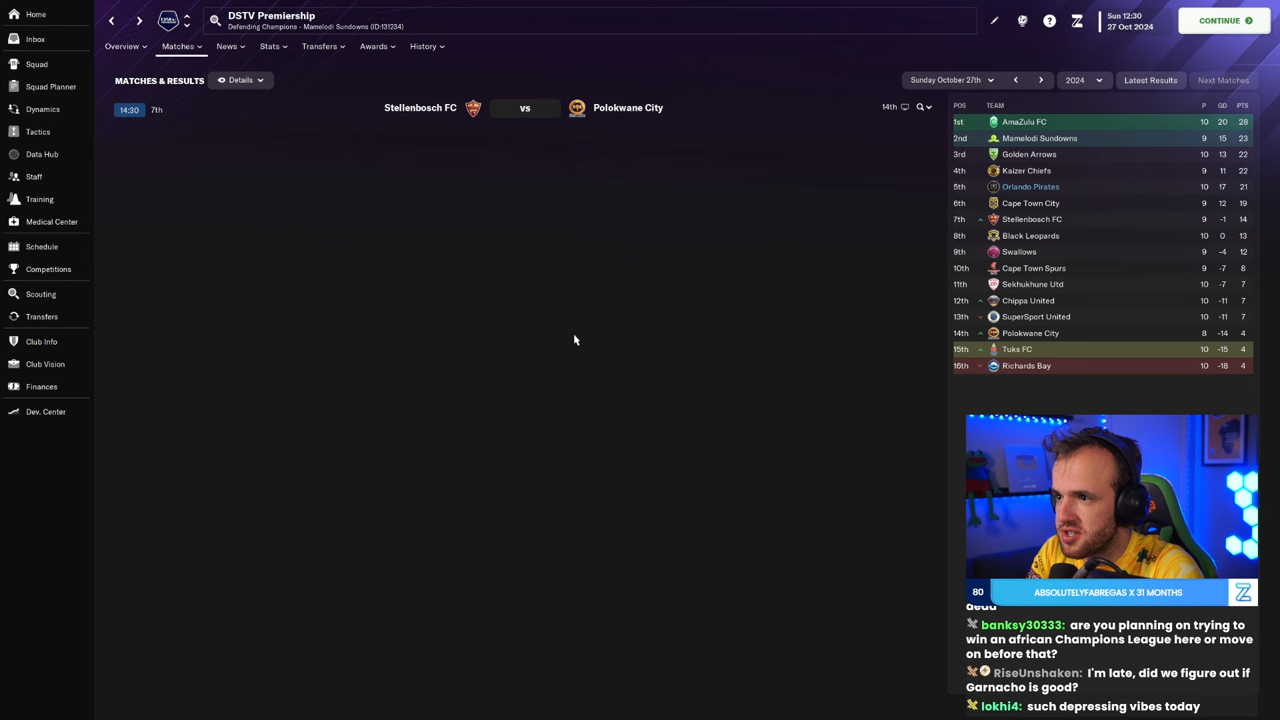 Home
Inbox
Squad
Squad Planner
Dynamics
Tactics
Data Hub
Staff
Training
Medical Center
Schedule
Competitions
Scouting
Transfers
Club Info
Club Vision
Finances
Dev. Center
DSTV Premiership
Defending Champions - Mamelodi Sundowns (ID:131234)
Sun 12:30
27 Oct 2024
CONTINUE
Overview Matches News Stats Transfers Awards History
MATCHES & RESULTS Details
Sunday October 27th 2024 Latest Results Next Matches
14:30 7th Stellenbosch FC vs Polokwane City 14th
POS TEAM P GD PTS
1st AmaZulu FC 10 20 28
2nd Mamelodi Sundowns 9 15 23
3rd Golden Arrows 10 13 22
4th Kaizer Chiefs 9 11 22
5th Orlando Pirates 10 17 21
6th Cape Town City 9 12 19
7th Stellenbosch FC 9 -1 14
8th Black Leopards 10 0 13
9th Swallows 9 -4 12
10th Cape Town Spurs 9 -7 8
11th Sekhukhune Utd 10 -7 7
12th Chippa United 10 -11 7
13th SuperSport United 10 -11 7
14th Polokwane City 8 -14 4
15th Tuks FC 10 -15 4
16th Richards Bay 10 -18 4
80 ABSOLUTELYFABREGAS X 31 MONTHS
dead
banksy30333: are you planning on trying to
win an african Champions League here or move
on before that?
RiseUnshaken: I'm late, did we figure out if
Garnacho is good?
lokhi4: such depressing vibes today